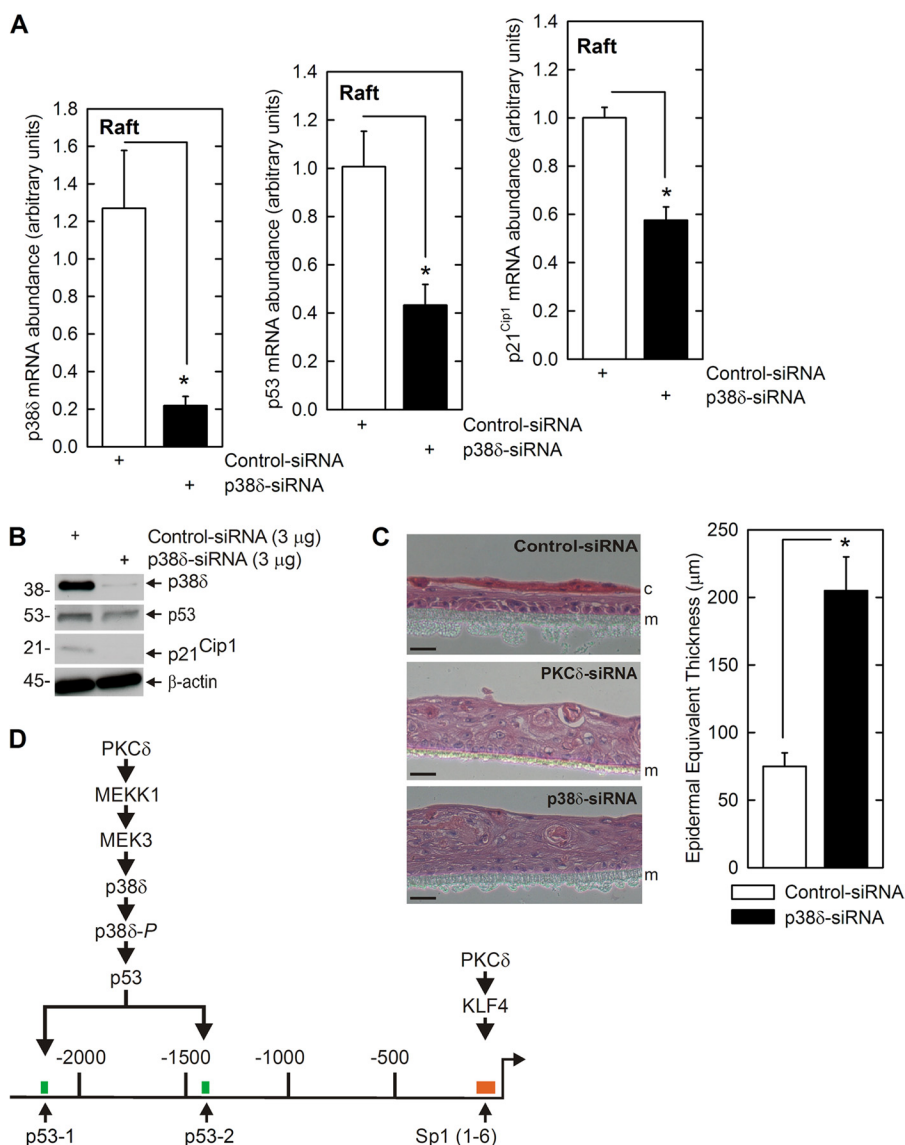 A
Raft
p38δ mRNA abundance (arbitrary units)
1.8
1.6
1.4
1.2
1.0
0.8
0.6
0.4
0.2
0.0
*
+ Control-siRNA
+ p38δ-siRNA
Raft
p53 mRNA abundance (arbitrary units)
1.4
1.2
1.0
0.8
0.6
0.4
0.2
0.0
*
+ Control-siRNA
+ p38δ-siRNA
Raft
p21Cip1 mRNA abundance (arbitrary units)
1.4
1.2
1.0
0.8
0.6
0.4
0.2
0.0
*
+ Control-siRNA
+ p38δ-siRNA
B
+ Control-siRNA (3 μg)
+ p38δ-siRNA (3 μg)
38- p38δ
53- p53
21- p21Cip1
45- β-actin
C
Control-siRNA
c
m
PKCδ-siRNA
m
p38δ-siRNA
m
Epidermal Equivalent Thickness (μm)
250
200
150
100
50
0
*
Control-siRNA
p38δ-siRNA
D
PKCδ
MEKK1
MEK3
p38δ
p38δ-P
p53
PKCδ
KLF4
-2000 -1500 -1000 -500
p53-1 p53-2 Sp1 (1-6)